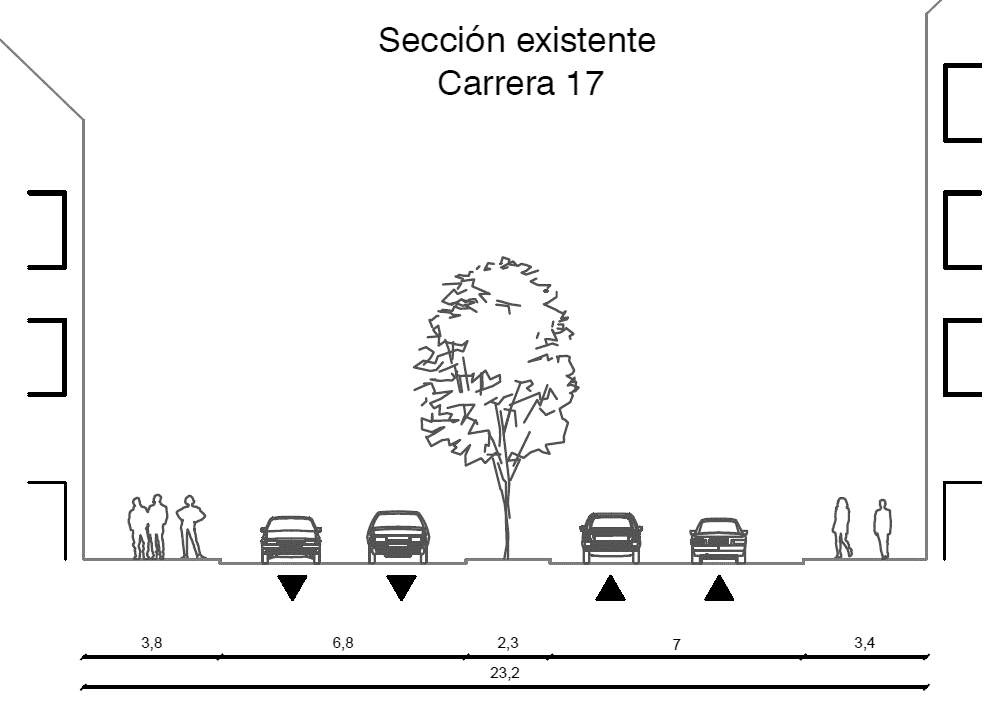 Sección existente
Carrera 17
3,8 6,8 2,3 7 3,4
23,2